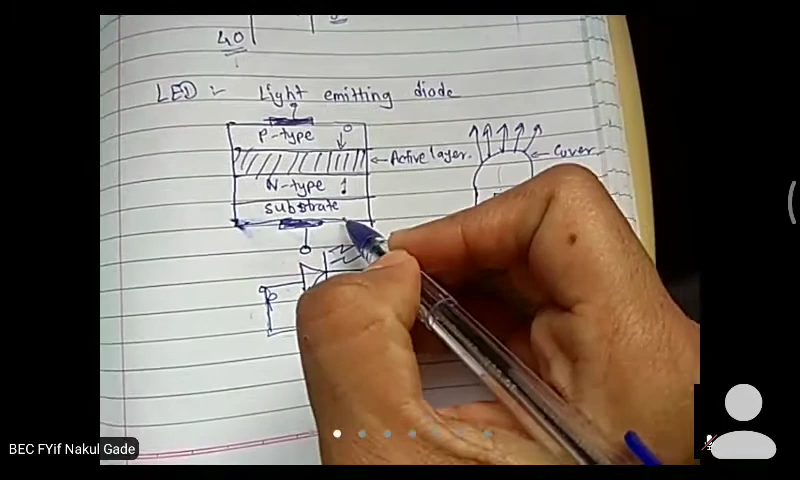 40
LED :- Light emitting diode
P-type
Active layer.
Cover
N-type
substrate
BEC FYif Nakul Gade